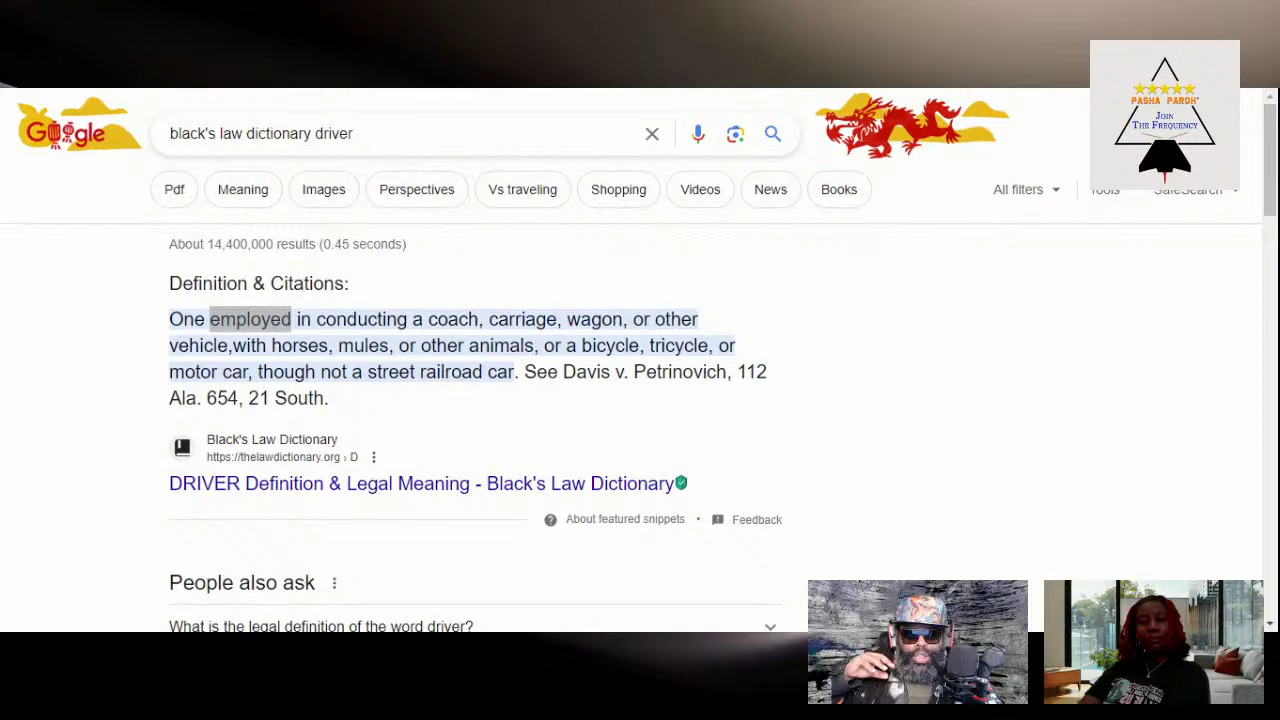 PASHA PAROH'
JOIN
THE FREQUENCY
Google
black's law dictionary driver
Pdf
Meaning
Images
Perspectives
Vs traveling
Shopping
Videos
News
Books
All filters
Tools
SafeSearch
About 14,400,000 results (0.45 seconds)
Definition & Citations:
One employed in conducting a coach, carriage, wagon, or other
vehicle,with horses, mules, or other animals, or a bicycle, tricycle, or
motor car, though not a street railroad car. See Davis v. Petrinovich, 112
Ala. 654, 21 South.
Black's Law Dictionary
https://thelawdictionary.org › D
DRIVER Definition & Legal Meaning - Black's Law Dictionary
About featured snippets
•
Feedback
People also ask
What is the legal definition of the word driver?